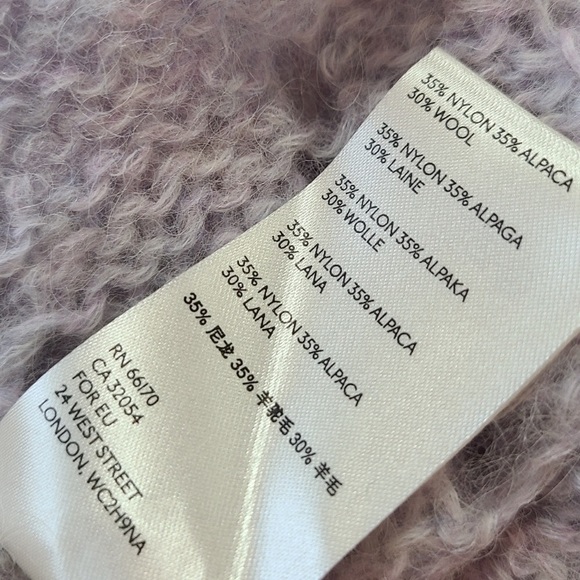 35% NYLON 35% ALPACA
30% WOOL
35% NYLON 35% ALPAGA
30% LAINE
35% NYLON 35% ALPAKA
30% WOLLE
35% NYLON 35% ALPACA
30% LANA
35% NYLON 35% ALPACA
30% LANA
35% 尼龙 35% 羊驼毛 30% 羊毛
RN 66170
CA 32054
FOR EU
24 WEST STREET
LONDON, WC2H9NA